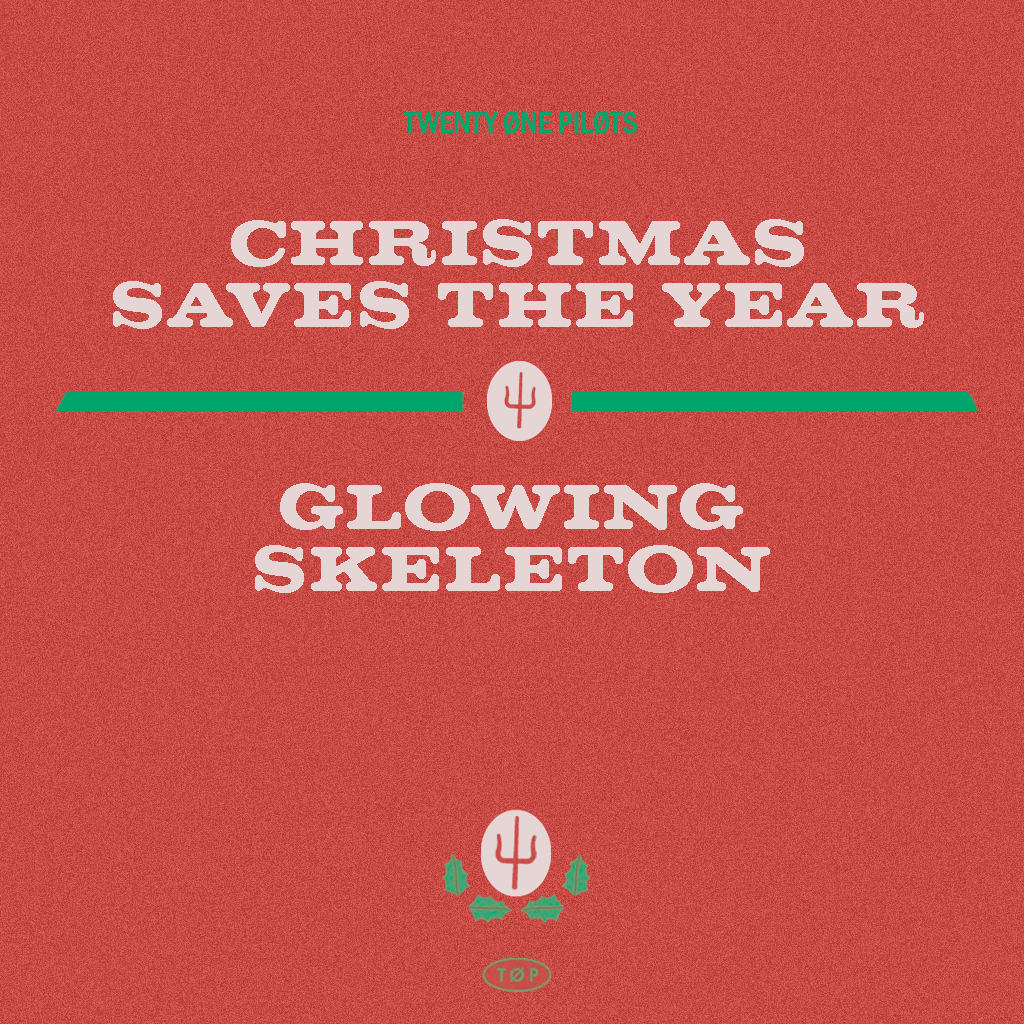 TWENTY ØNE PILØTS
CHRISTMAS
SAVES THE YEAR
GLOWING
SKELETON
TØP